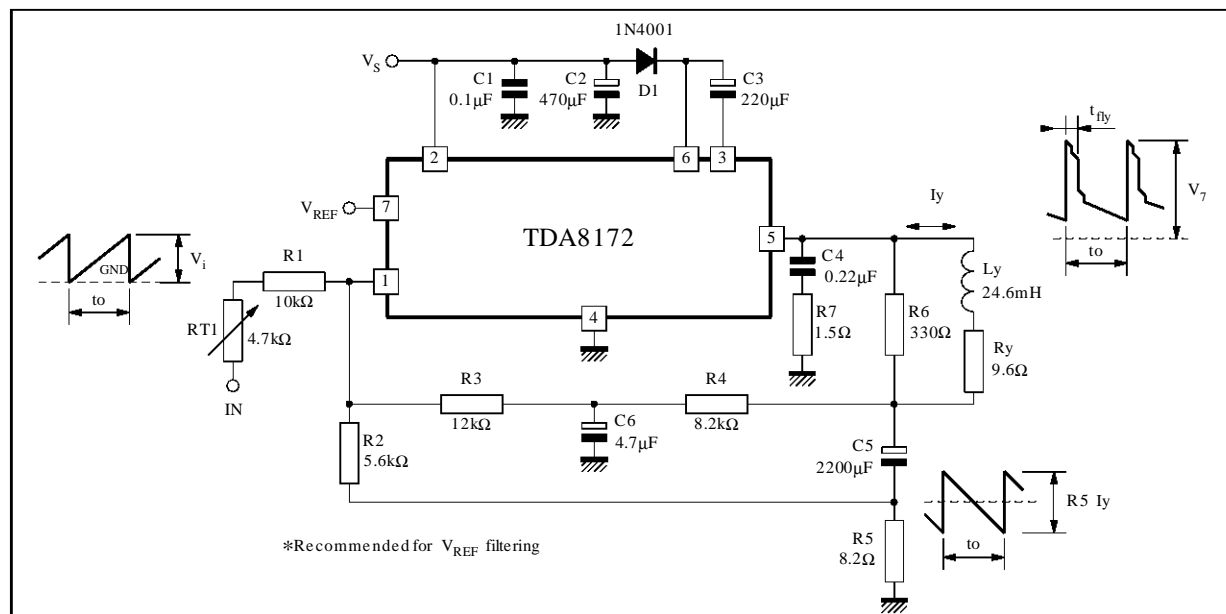 1N4001
V_S
C1
0.1μF
C2
470μF
D1
C3
220μF
2
6
3
t_fly
V_7
to
V_REF
7
TDA8172
5
Iy
C4
0.22μF
Ly
24.6mH
V_i
GND
to
R1
10kΩ
1
RT1
4.7kΩ
IN
4
R7
1.5Ω
R6
330Ω
Ry
9.6Ω
R3
12kΩ
R4
8.2kΩ
C6
4.7μF
R2
5.6kΩ
C5
2200μF
R5 Iy
to
R5
8.2Ω
*Recommended for V_REF filtering